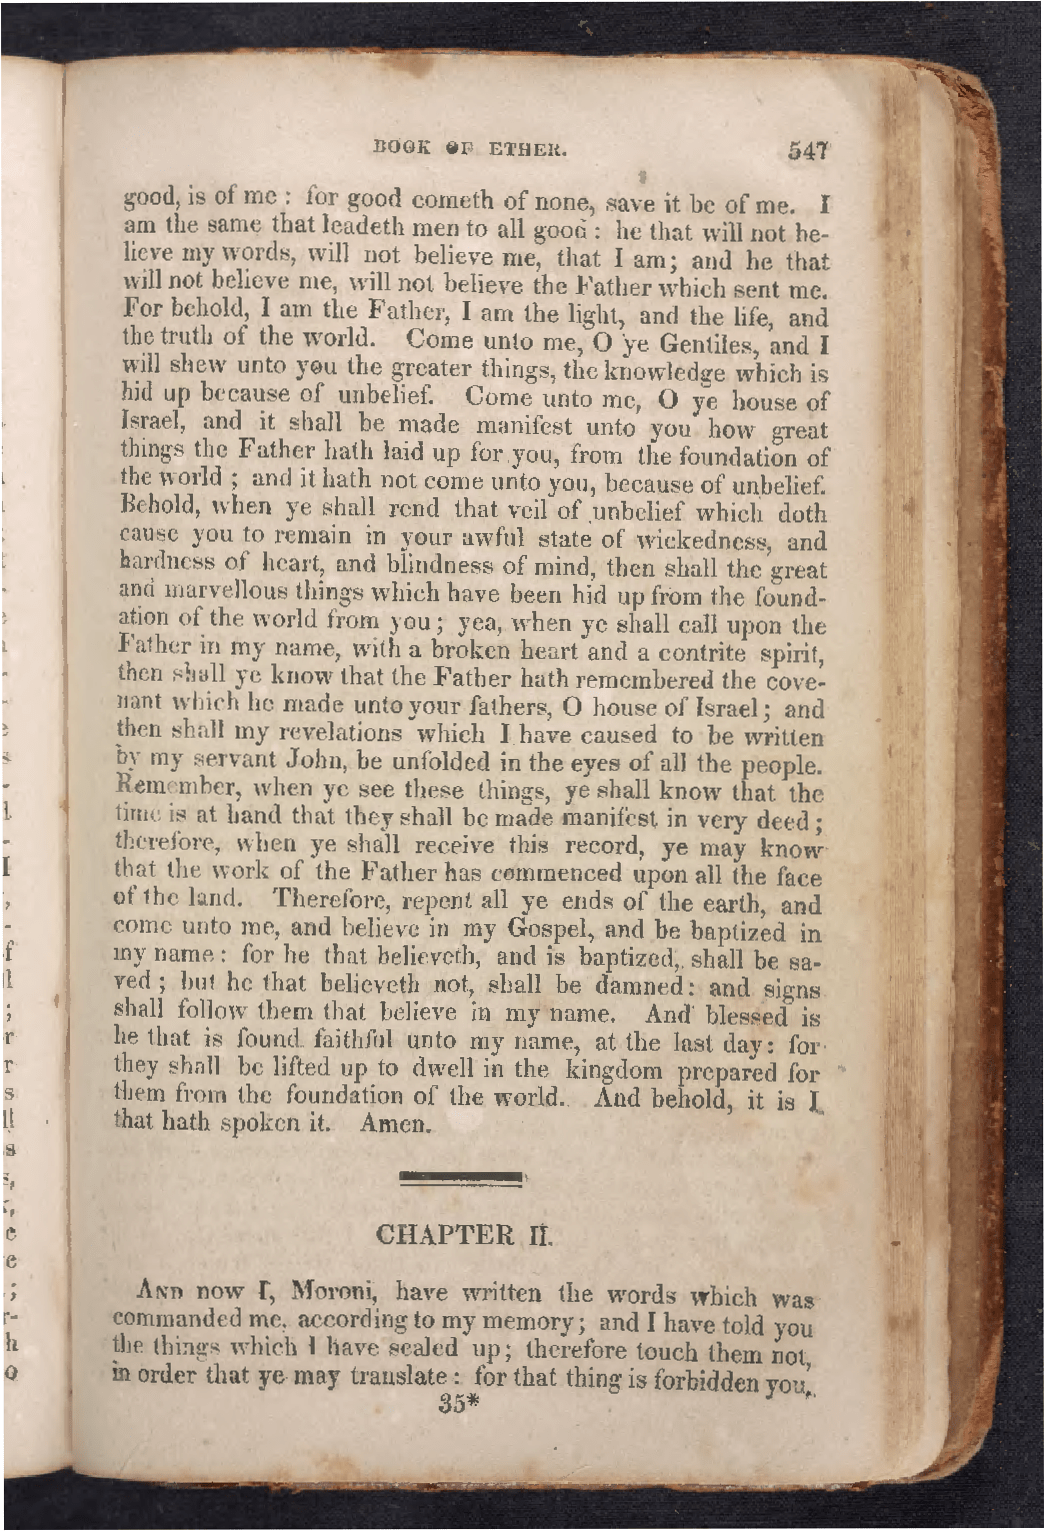 BOOK OF ETHER. 547
good, is of me : for good cometh of none, save it be of me. I
am the same that leadeth men to all good : he that will not be-
lieve my words, will not believe me, that I am; and he that
will not believe me, will not believe the Father which sent me.
For behold, I am the Father, I am the light, and the life, and
the truth of the world. Come unto me, O ye Gentiles, and I
will shew unto you the greater things, the knowledge which is
hid up because of unbelief. Come unto me, O ye house of
Israel, and it shall be made manifest unto you how great
things the Father hath laid up for you, from the foundation of
the world ; and it hath not come unto you, because of unbelief.
Behold, when ye shall rend that veil of unbelief which doth
cause you to remain in your awful state of wickedness, and
hardness of heart, and blindness of mind, then shall the great
and marvellous things which have been hid up from the found-
ation of the world from you; yea, when ye shall call upon the
Father in my name, with a broken heart and a contrite spirit,
then shall ye know that the Father hath remembered the cove-
nant which he made unto your fathers, O house of Israel; and
then shall my revelations which I have caused to be written
by my servant John, be unfolded in the eyes of all the people.
Remember, when ye see these things, ye shall know that the
time is at hand that they shall be made manifest in very deed;
therefore, when ye shall receive this record, ye may know
that the work of the Father has commenced upon all the face
of the land. Therefore, repent all ye ends of the earth, and
come unto me, and believe in my Gospel, and be baptized in
my name: for he that believeth, and is baptized, shall be sa-
ved ; but he that believeth not, shall be damned: and signs
shall follow them that believe in my name. And blessed is
he that is found faithful unto my name, at the last day: for
they shall be lifted up to dwell in the kingdom prepared for
them from the foundation of the world. And behold, it is I
that hath spoken it. Amen.
CHAPTER II.
AND now I, Moroni, have written the words which was
commanded me, according to my memory; and I have told you
the things which I have sealed up; therefore touch them not,
in order that ye may translate : for that thing is forbidden you,
35*